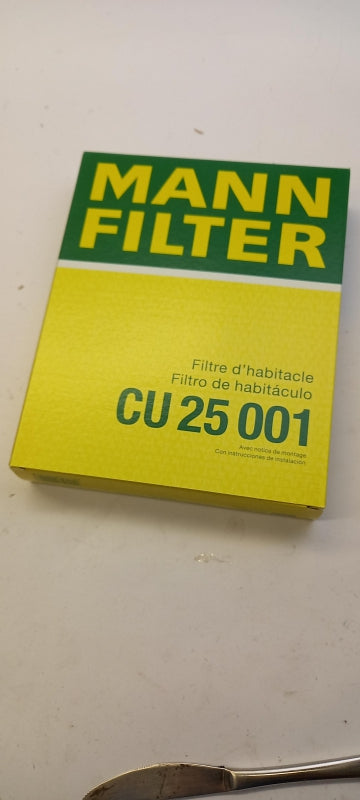 MANN
FILTER
Filtre d'habitacle
Filtro de habitáculo
CU 25 001
Avec notice de montage
Con instrucciones de instalación